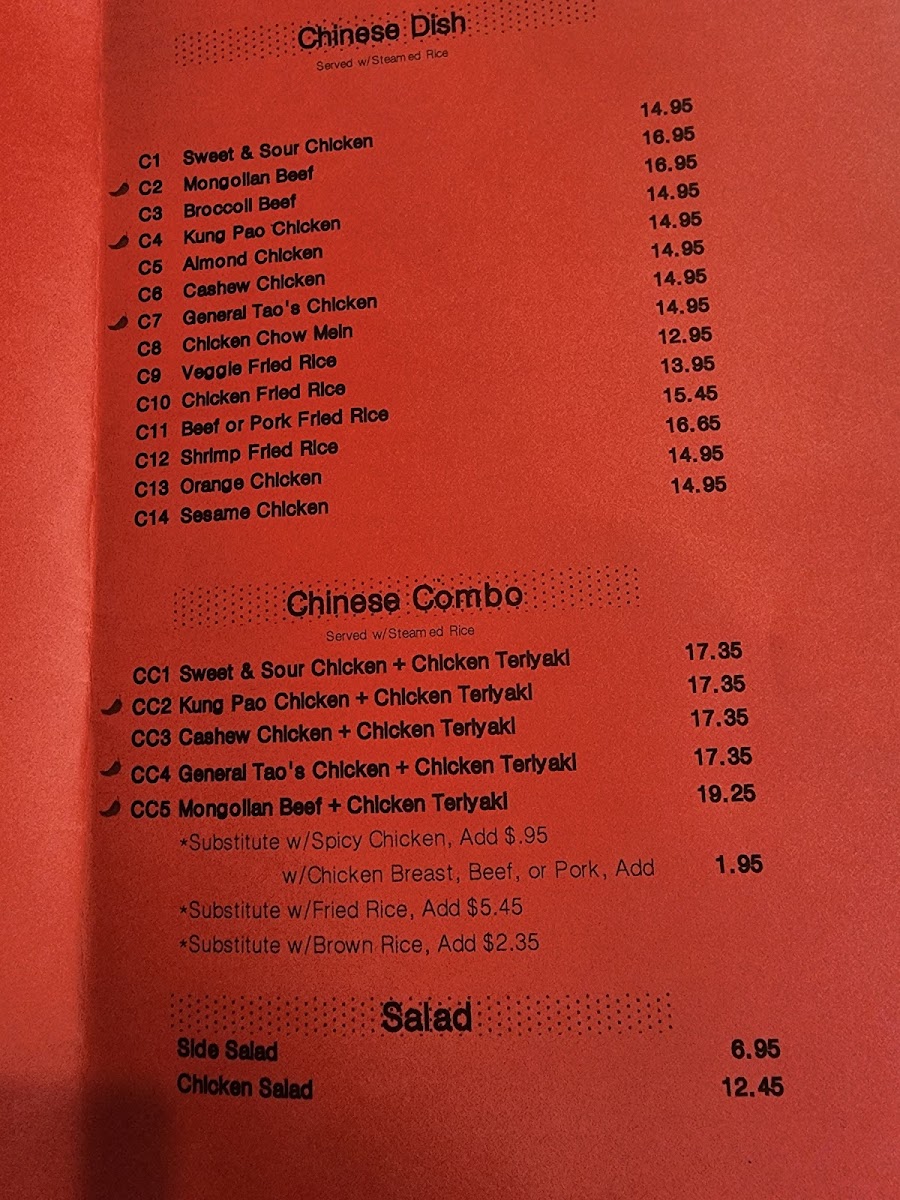 Chinese Dish
Served w/Steamed Rice
C1 Sweet & Sour Chicken 14.95
C2 Mongolian Beef 16.95
C3 Broccoli Beef 16.95
C4 Kung Pao Chicken 14.95
C5 Almond Chicken 14.95
C6 Cashew Chicken 14.95
C7 General Tao's Chicken 14.95
C8 Chicken Chow Mein 14.95
C9 Veggie Fried Rice 12.95
C10 Chicken Fried Rice 13.95
C11 Beef or Pork Fried Rice 15.45
C12 Shrimp Fried Rice 16.65
C13 Orange Chicken 14.95
C14 Sesame Chicken 14.95
Chinese Combo
Served w/Steamed Rice
CC1 Sweet & Sour Chicken + Chicken Teriyaki 17.35
CC2 Kung Pao Chicken + Chicken Teriyaki 17.35
CC3 Cashew Chicken + Chicken Teriyaki 17.35
CC4 General Tao's Chicken + Chicken Teriyaki 17.35
CC5 Mongolian Beef + Chicken Teriyaki 19.25
*Substitute w/Spicy Chicken, Add $.95
w/Chicken Breast, Beef, or Pork, Add 1.95
*Substitute w/Fried Rice, Add $5.45
*Substitute w/Brown Rice, Add $2.35
Salad
Side Salad 6.95
Chicken Salad 12.45